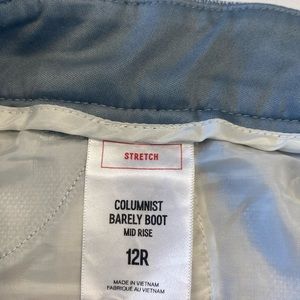 STRETCH
COLUMNIST
BARELY BOOT
MID RISE
12R
MADE IN VIETNAM
FABRIQUÉ AU VIETNAM